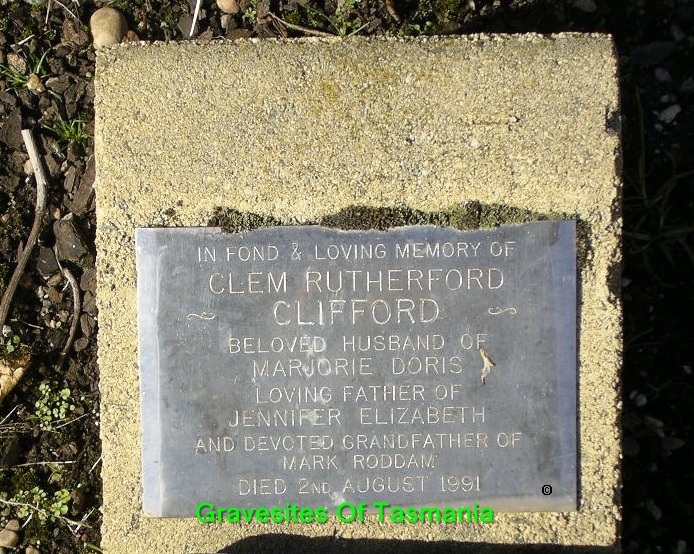 IN FOND & LOVING MEMORY OF
CLEM RUTHERFORD
CLIFFORD
BELOVED HUSBAND OF
MARJORIE DORIS
LOVING FATHER OF
JENNIFER ELIZABETH
AND DEVOTED GRANDFATHER OF
MARK RODDAM
DIED 2ND AUGUST 1991
©
Gravesites Of Tasmania